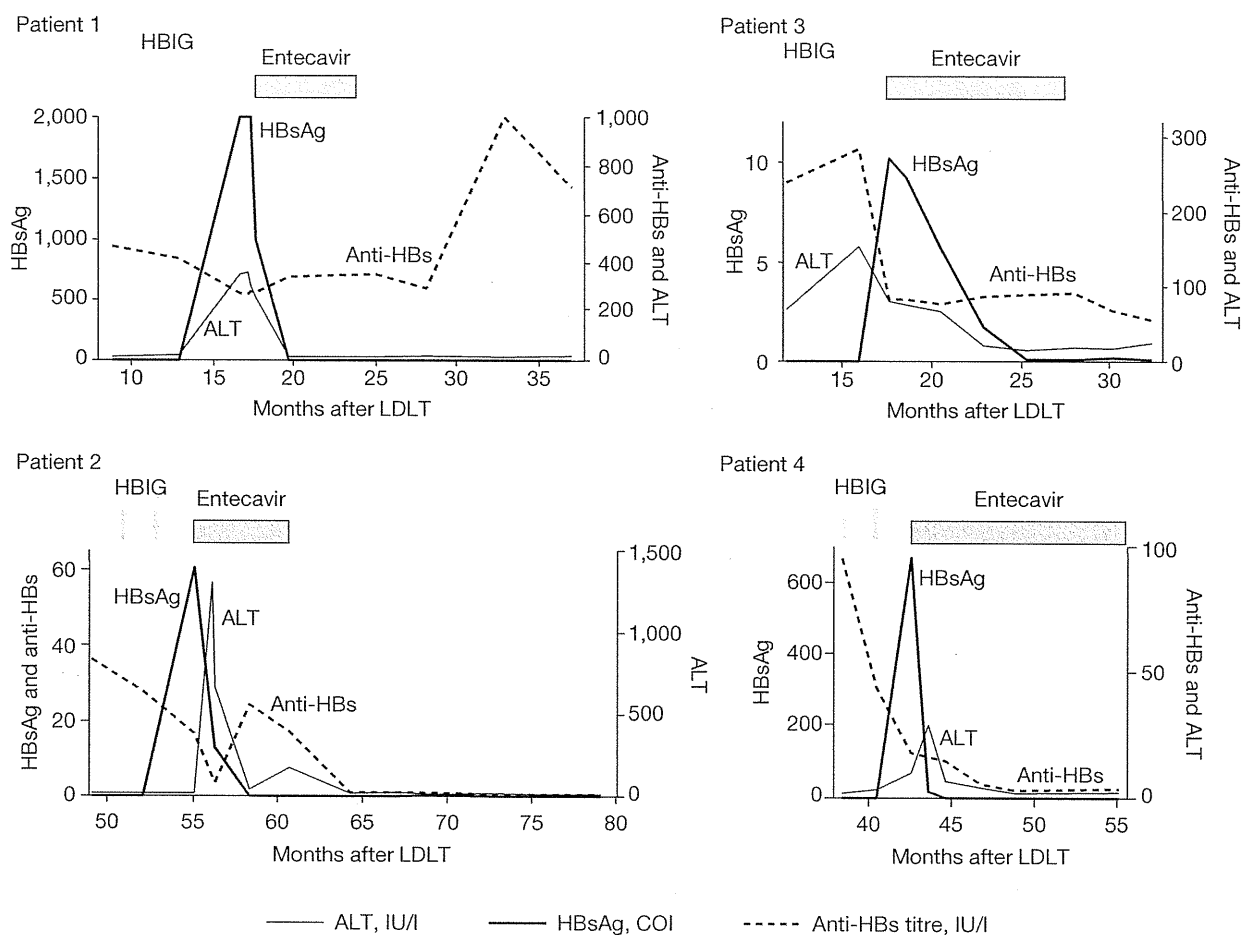 Patient 1
HBIG
Entecavir
2,000
1,500
1,000
500
0
HBsAg
HBsAg
Anti-HBs
ALT
1,000
800
600
400
200
0
Anti-HBs and ALT
10
15
20
25
30
35
Months after LDLT
Patient 3
HBIG
Entecavir
10
5
0
HBsAg
HBsAg
ALT
Anti-HBs
300
200
100
0
Anti-HBs and ALT
15
20
25
30
Months after LDLT
Patient 2
HBIG
Entecavir
60
40
20
0
HBsAg and anti-HBs
HBsAg
ALT
Anti-HBs
1,500
1,000
500
0
ALT
50
55
60
65
70
75
80
Months after LDLT
Patient 4
HBIG
Entecavir
600
400
200
0
HBsAg
HBsAg
ALT
Anti-HBs
100
50
0
Anti-HBs and ALT
40
45
50
55
Months after LDLT
ALT, IU/l
HBsAg, COI
Anti-HBs titre, IU/l